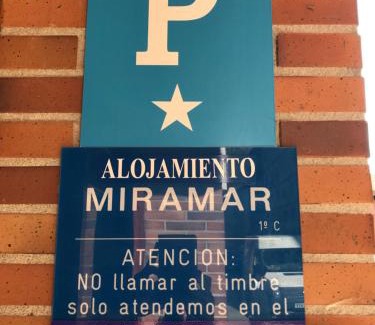 P
ALOJAMIENTO
MIRAMAR
1º C
ATENCION:
NO llamar al timbre
solo atendemos en el